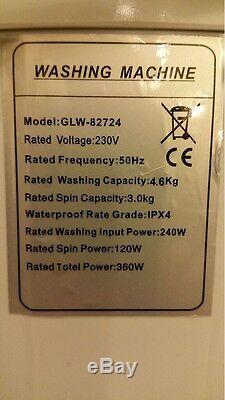 WASHING MACHINE
Model:GLW-82724
Rated Voltage:230V
Rated Frequency:50Hz
CE
Rated Washing Capacity:4.6Kg
Rated Spin Capacity:3.0kg
Waterproof Rate Grade:IPX4
Rated Washing input Power:240W
Rated Spin Power:120W
Rated Totel Power:360W